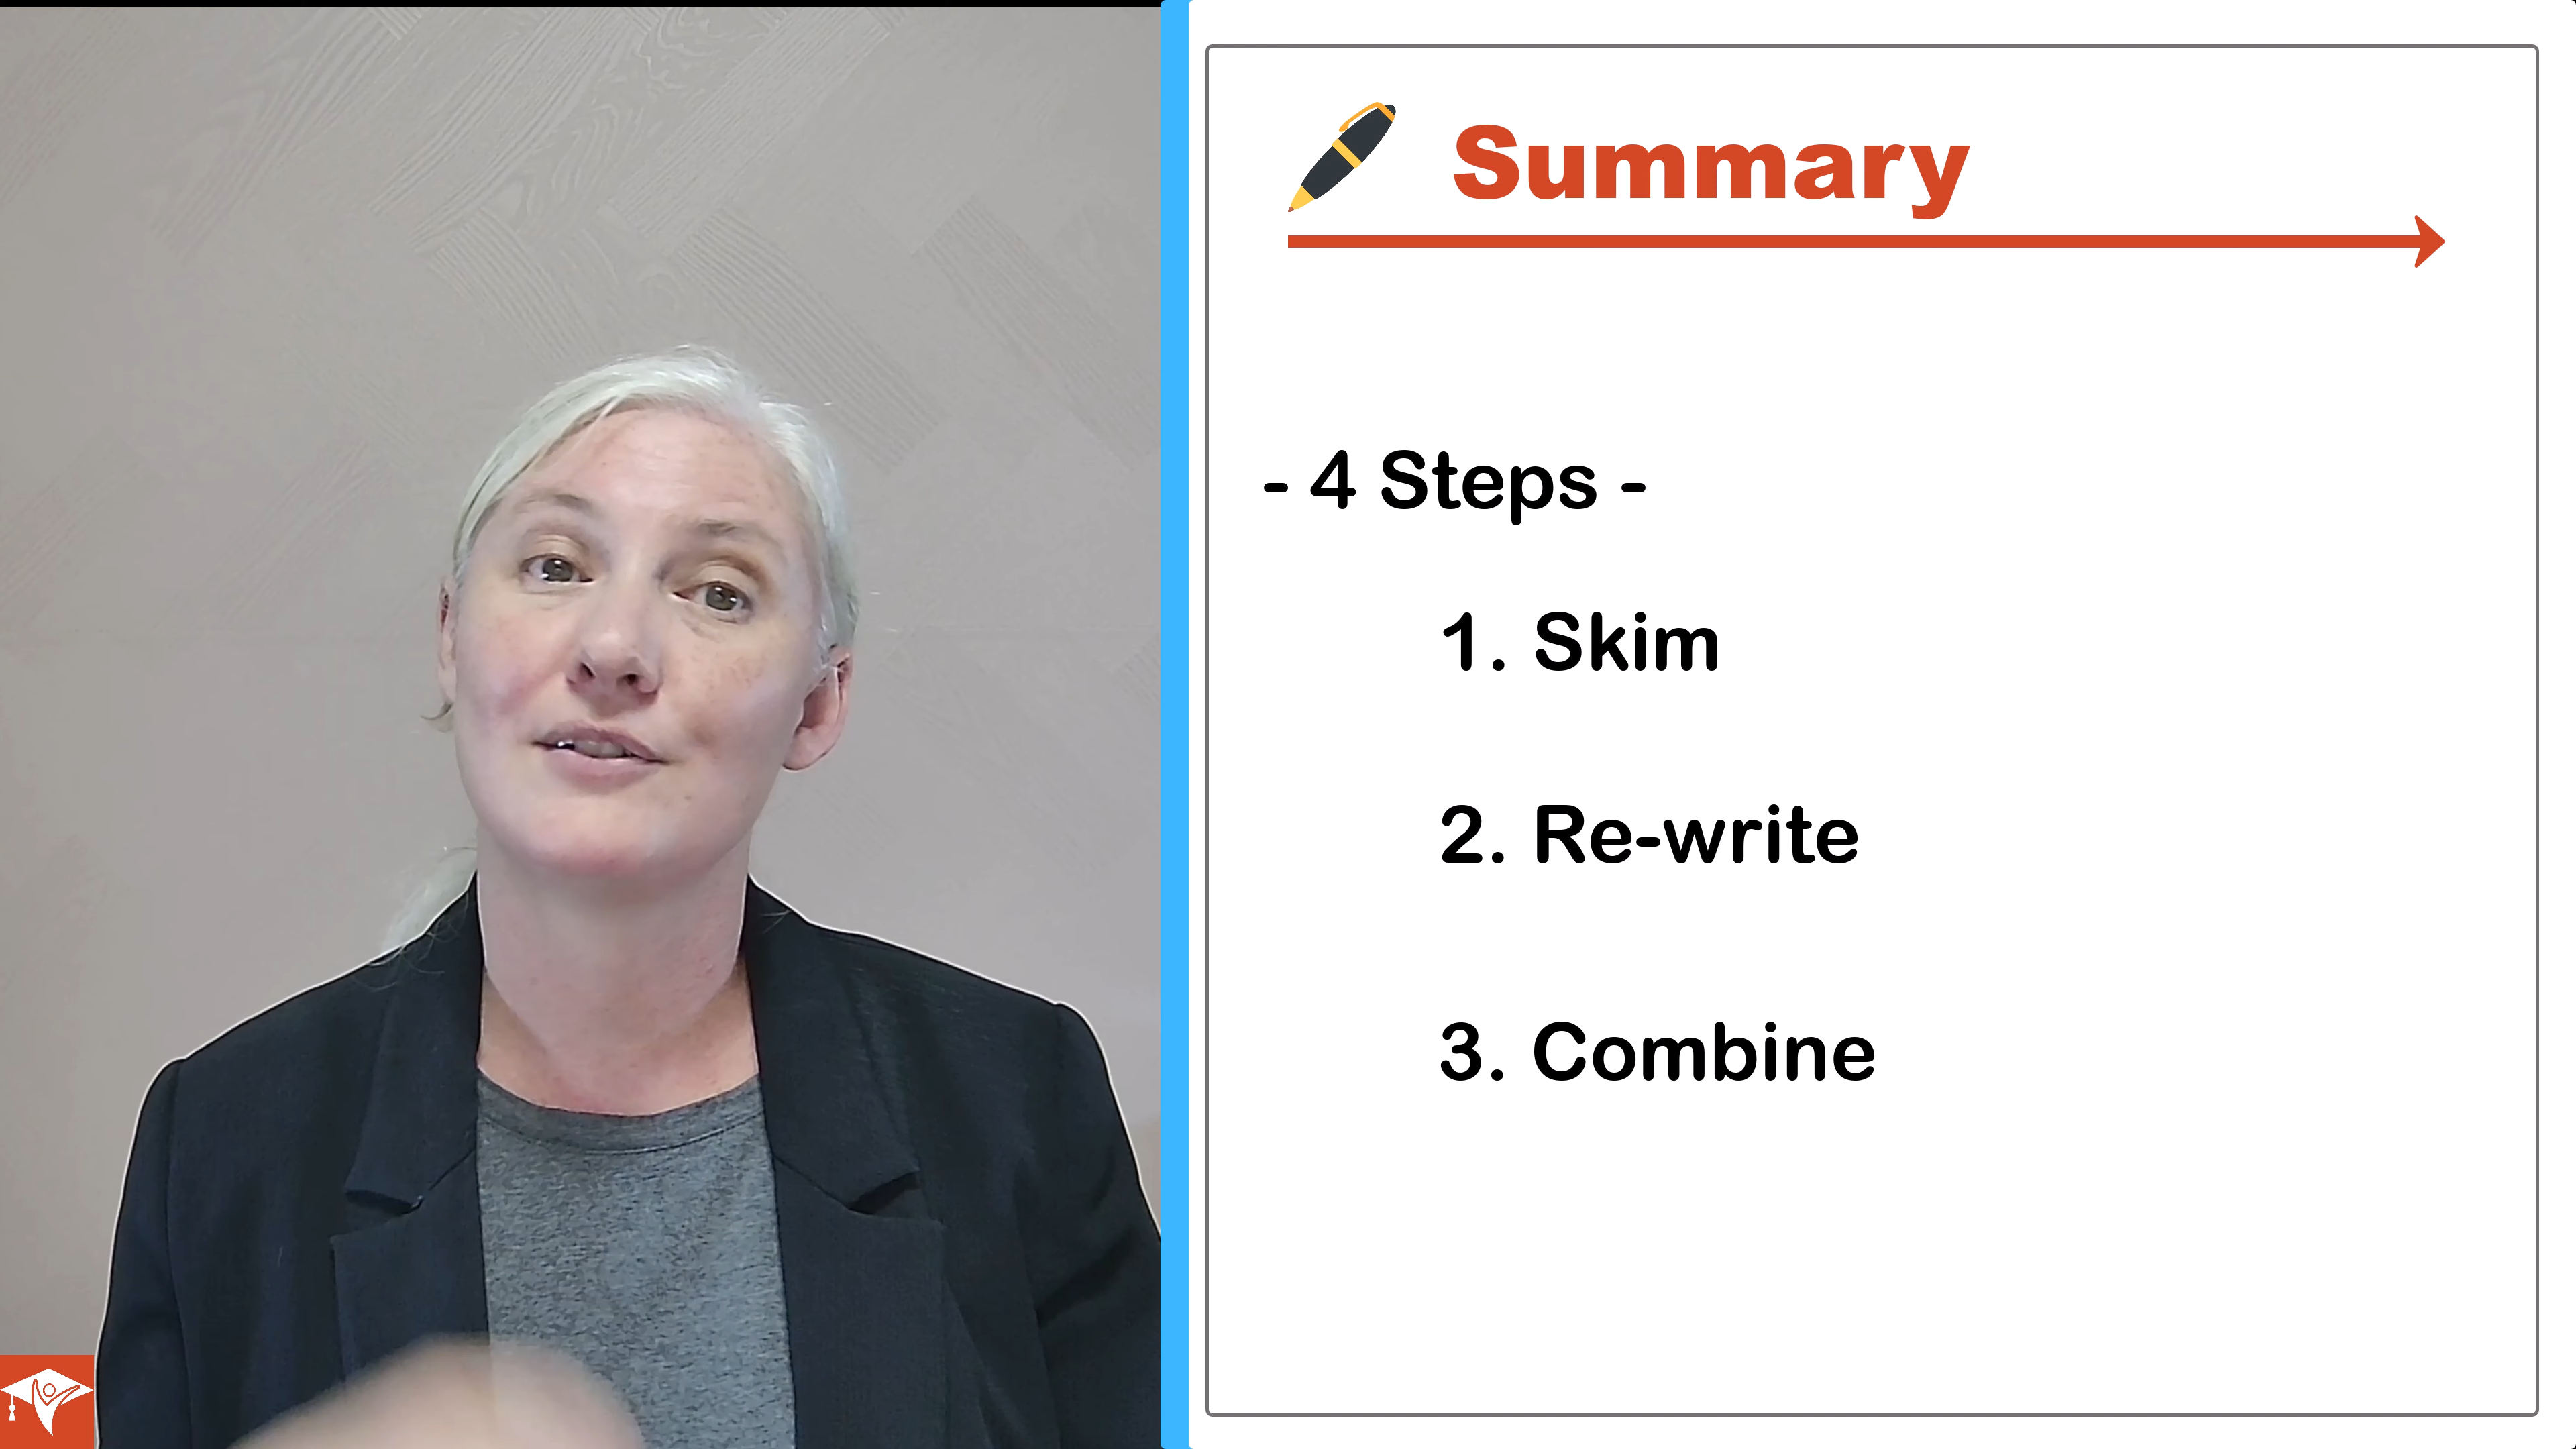 Summary
- 4 Steps -
1. Skim
2. Re-write
3. Combine